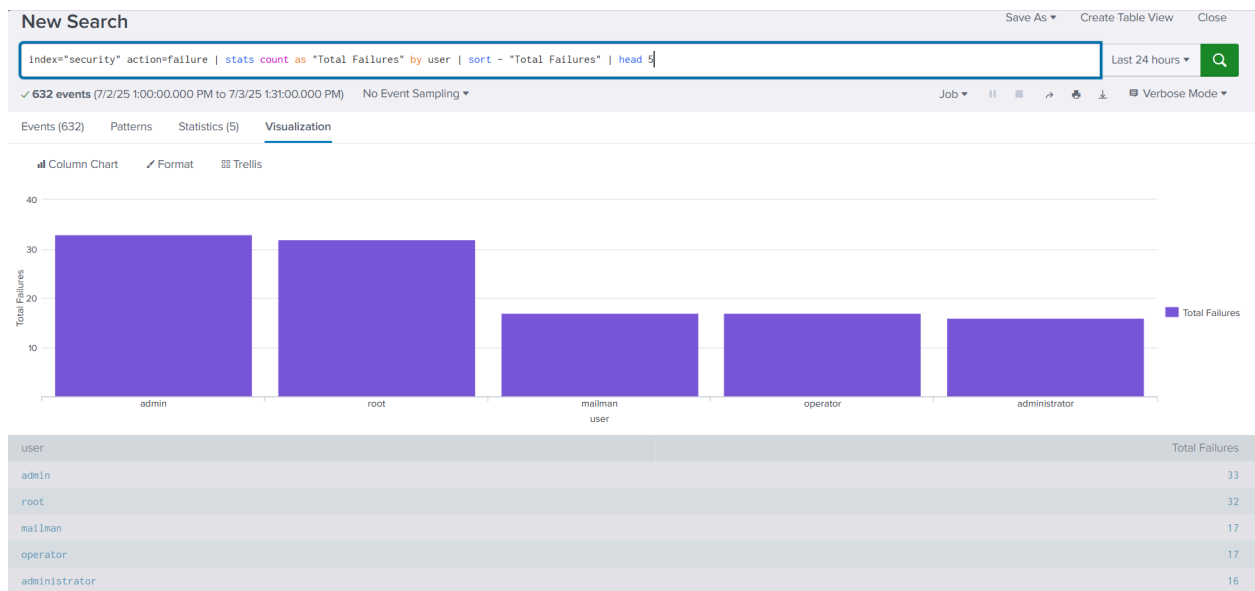 New Search
Save As ▾ Create Table View Close
index="security" action=failure | stats count as "Total Failures" by user | sort - "Total Failures" | head 5
Last 24 hours ▾
✓ 632 events (7/2/25 1:00:00.000 PM to 7/3/25 1:31:00.000 PM) No Event Sampling ▾
Job ▾ Verbose Mode ▾
Events (632) Patterns Statistics (5) Visualization
Column Chart Format Trellis
40
30
20
10
Total Failures
admin root mailman operator administrator
user
Total Failures
user Total Failures
admin 33
root 32
mailman 17
operator 17
administrator 16